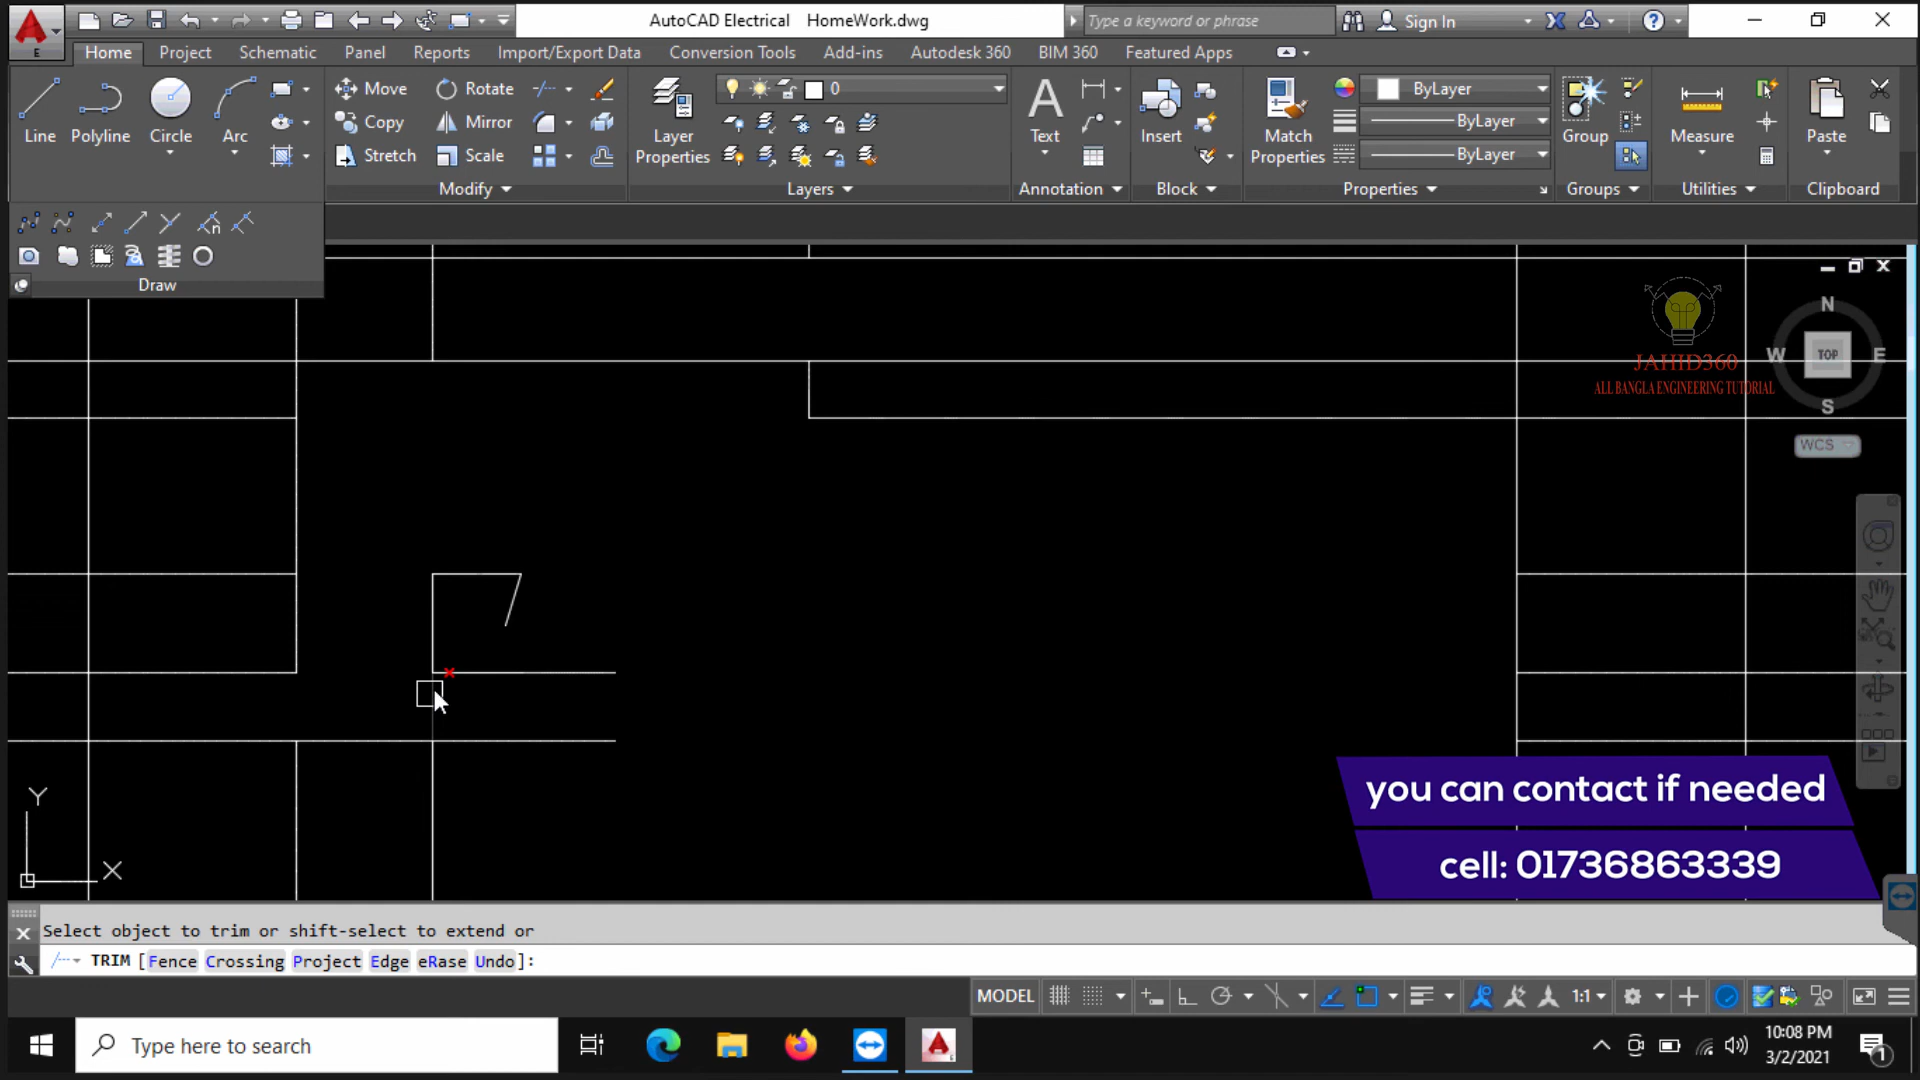 AutoCAD Electrical HomeWork.dwg
Type a keyword or phrase
Sign In
E
Home Project Schematic Panel Reports Import/Export Data Conversion Tools Add-ins Autodesk 360 BIM 360 Featured Apps
Line Polyline Circle Arc
Move Rotate
Copy Mirror
Stretch Scale
Modify
Layer Properties
0
Layers
Text
Annotation
Insert
Block
Match Properties
ByLayer
ByLayer
ByLayer
Properties
Group
Groups
Measure
Utilities
Paste
Clipboard
Draw
N
W TOP E
S
WCS
JAHID360
ALL BANGLA ENGINEERING TUTORIAL
Y
X
you can contact if needed
cell: 01736863339
Select object to trim or shift-select to extend or
TRIM [Fence Crossing Project Edge eRase Undo]:
MODEL 1:1
Type here to search
10:08 PM
3/2/2021
1